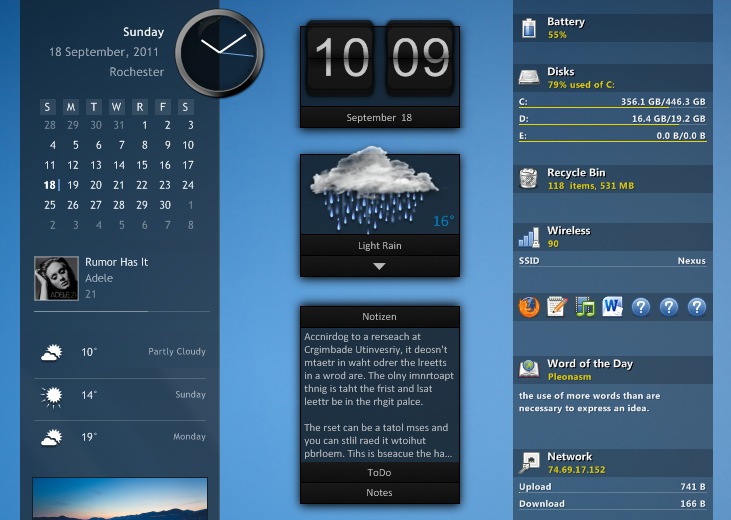 Sunday
18 September, 2011
Rochester
S M T W R F S
28 29 30 31 1 2 3
4 5 6 7 8 9 10
11 12 13 14 15 16 17
18 19 20 21 22 23 24
25 26 27 28 29 30 1
2 3 4 5 6 7 8
Rumor Has It
Adele
21
ADELE 21
10° Partly Cloudy
14° Sunday
19° Monday
10 09
September 18
16°
Light Rain
Notizen
Accnirdog to a rerseach at
Crgimbade Utinvesriy, it deosn't
mtaetr in waht odrer the lreetts
in a wrod are. The olny imnrtoapt
thnig is taht the frist and lsat
leettr be in the rhgit palce.
The rset can be a tatol mses and
you can stlil raed it wtoihut
pbrloem. Tihs is bseacue the ha...
ToDo
Notes
Battery
55%
Disks
79% used of C:
C: 356.1 GB/446.3 GB
D: 16.4 GB/19.2 GB
E: 0.0 B/0.0 B
Recycle Bin
118 items, 531 MB
Wireless
90
SSID Nexus
W ? ? ?
Word of the Day
Pleonasm
the use of more words than are
necessary to express an idea.
Network
74.69.17.152
Upload 741 B
Download 166 B